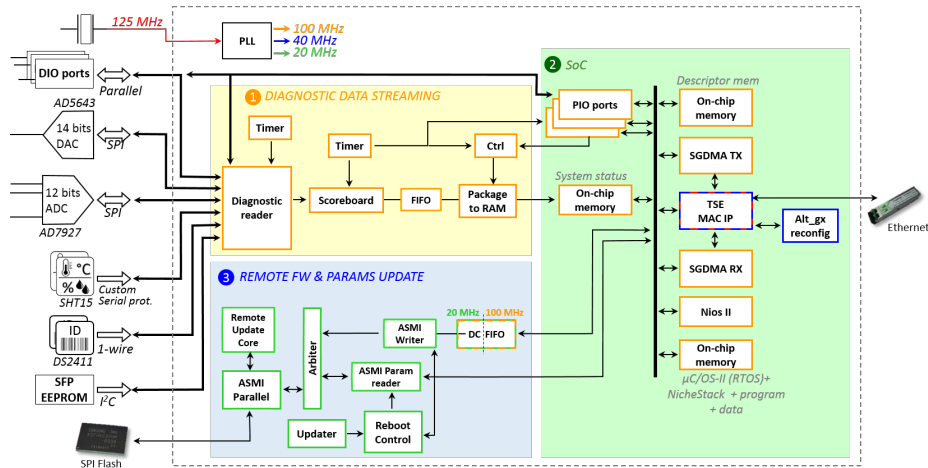 125 MHz
PLL
100 MHz
40 MHz
20 MHz
DIO ports
Parallel
AD5643
14 bits
DAC
SPI
12 bits
ADC
SPI
AD7927
°C
%
SHT15
Custom
Serial prot.
ID
DS2411
1-wire
SFP
EEPROM
I²C
SPI Flash
1 DIAGNOSTIC DATA STREAMING
Timer
Timer
Ctrl
Diagnostic
reader
Scoreboard
FIFO
Package
to RAM
2 SoC
PIO ports
Descriptor mem
On-chip
memory
SGDMA TX
System status
On-chip
memory
TSE
MAC IP
Alt_gx
reconfig
Ethernet
SGDMA RX
Nios II
On-chip
memory
µC/OS-II (RTOS)+
NicheStack + program
+ data
3 REMOTE FW & PARAMS UPDATE
Remote
Update
Core
ASMI
Parallel
Arbiter
ASMI
Writer
20 MHz 100 MHz
DC FIFO
ASMI Param
reader
Updater
Reboot
Control